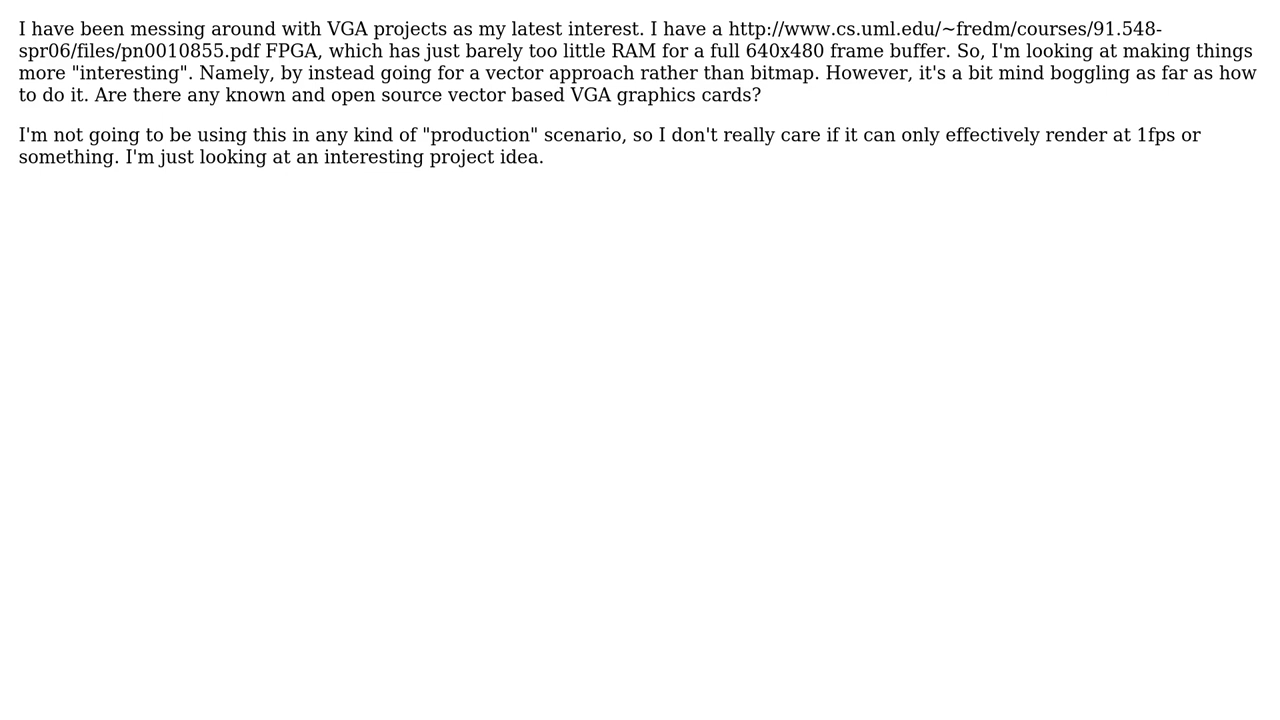 I have been messing around with VGA projects as my latest interest. I have a http://www.cs.uml.edu/~fredm/courses/91.548-
spr06/files/pn0010855.pdf FPGA, which has just barely too little RAM for a full 640x480 frame buffer. So, I'm looking at making things
more "interesting". Namely, by instead going for a vector approach rather than bitmap. However, it's a bit mind boggling as far as how
to do it. Are there any known and open source vector based VGA graphics cards?
I'm not going to be using this in any kind of "production" scenario, so I don't really care if it can only effectively render at 1fps or
something. I'm just looking at an interesting project idea.